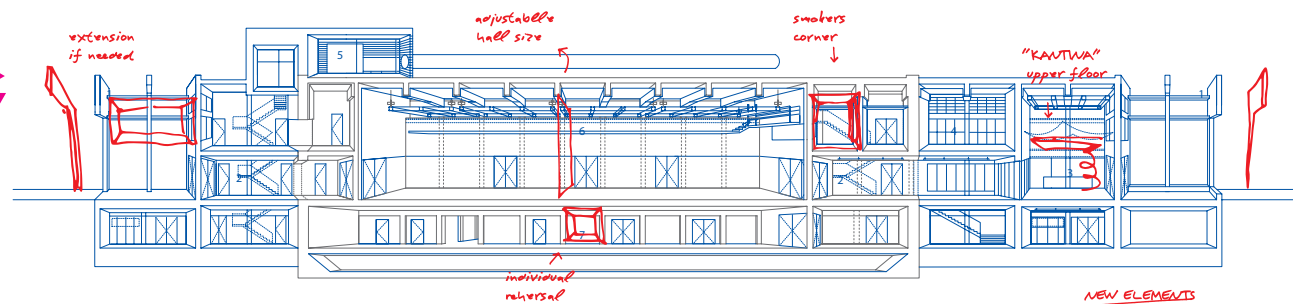 extension
if needed
adjustable
hall size
smokers
corner
"KANTWA"
upper floor
5
1
6
4
2
2
3
7
individual
rehersal
NEW ELEMENTS